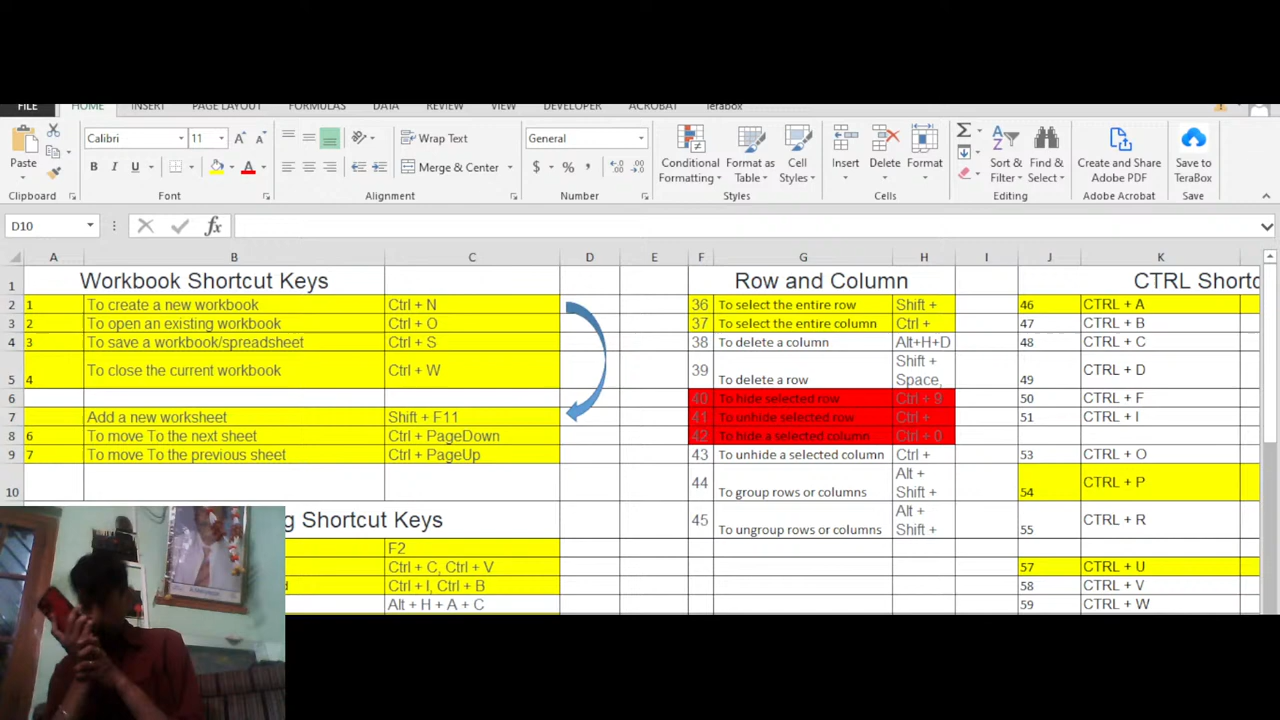 FILE HOME INSERT PAGE LAYOUT FORMULAS DATA REVIEW VIEW DEVELOPER ACROBAT Terabox
Paste
Calibri 11
B I U
Wrap Text
Merge & Center
General
$ % ,
Conditional Formatting
Format as Table
Cell Styles
Insert
Delete
Format
Sort & Filter
Find & Select
Create and Share Adobe PDF
Save to TeraBox
Clipboard Font Alignment Number Styles Cells Editing Adobe Acrobat Save
D10 fx
A B C D E F G H I J K
1 Workbook Shortcut Keys Row and Column CTRL Shortc
2 1 To create a new workbook Ctrl + N 36 To select the entire row Shift + 46 CTRL + A
3 2 To open an existing workbook Ctrl + O 37 To select the entire column Ctrl + 47 CTRL + B
4 3 To save a workbook/spreadsheet Ctrl + S 38 To delete a column Alt+H+D 48 CTRL + C
5 4 To close the current workbook Ctrl + W 39 To delete a row Shift + Space, 49 CTRL + D
6 40 To hide selected row Ctrl + 9 50 CTRL + F
7 Add a new worksheet Shift + F11 41 To unhide selected row Ctrl + 51 CTRL + I
8 6 To move To the next sheet Ctrl + PageDown 42 To hide a selected column Ctrl + 0
9 7 To move To the previous sheet Ctrl + PageUp 43 To unhide a selected column Ctrl + 53 CTRL + O
10 44 To group rows or columns Alt + Shift + 54 CTRL + P
g Shortcut Keys 45 To ungroup rows or columns Alt + Shift + 55 CTRL + R
F2
Ctrl + C, Ctrl + V 57 CTRL + U
d Ctrl + I, Ctrl + B 58 CTRL + V
Alt + H + A + C 59 CTRL + W